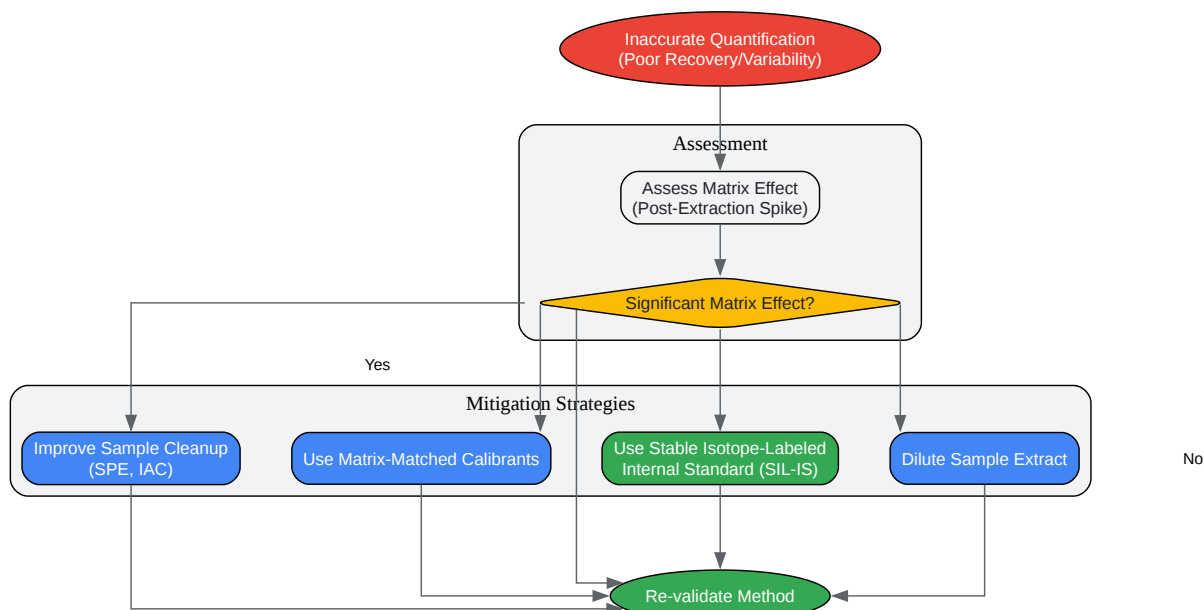 Inaccurate Quantification
(Poor Recovery/Variability)
Assessment
Assess Matrix Effect
(Post-Extraction Spike)
Significant Matrix Effect?
Yes
Mitigation Strategies
Improve Sample Cleanup
(SPE, IAC)
Use Matrix-Matched Calibrants
Use Stable Isotope-Labeled
Internal Standard (SIL-IS)
Dilute Sample Extract
No
Re-validate Method